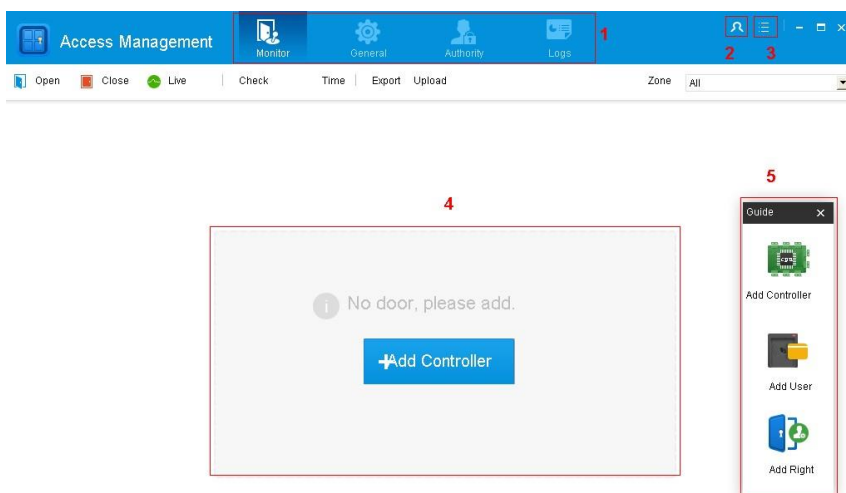 Access Management
Monitor General Authority Logs
1
2 3
Open Close Live Check Time Export Upload Zone All
5
4
Guide
cpu
No door, please add.
Add Controller
Add Controller
Add User
Add Right